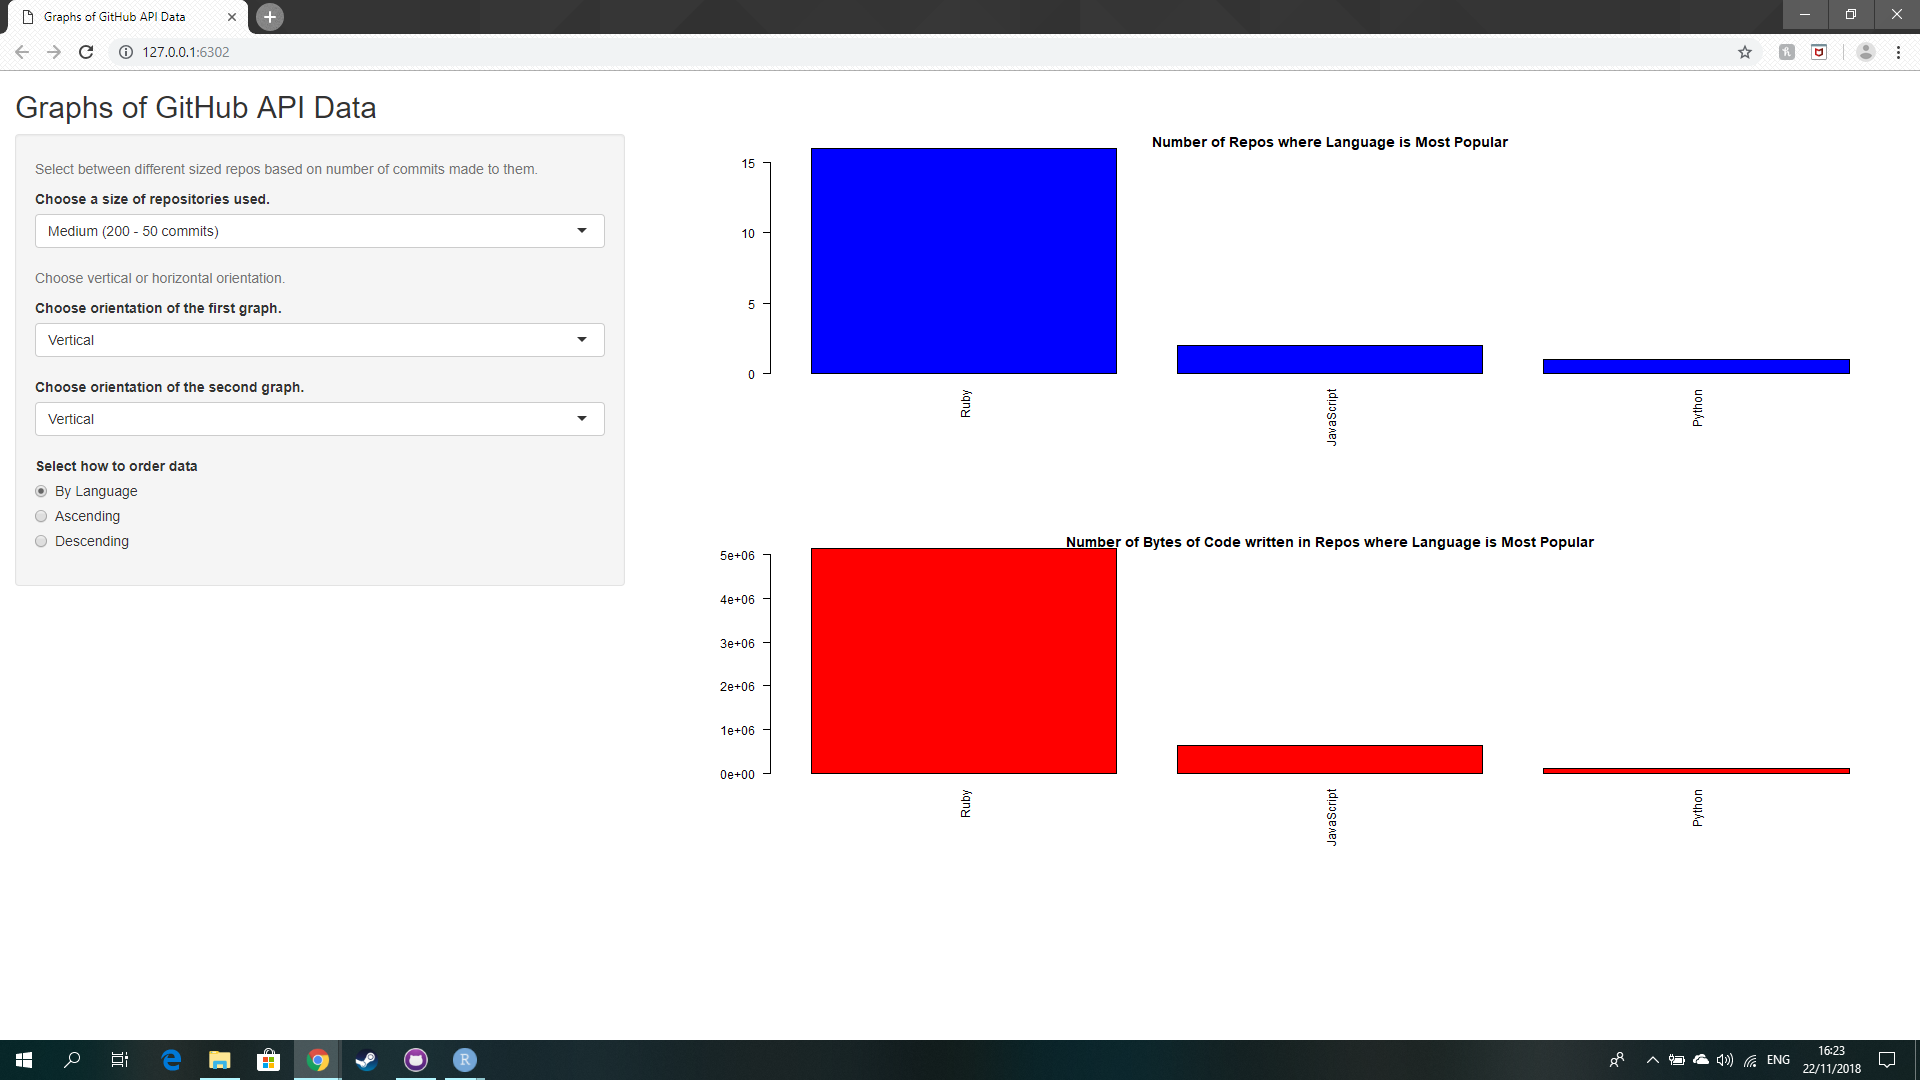 Graphs of GitHub API Data
127.0.0.1:6302
Graphs of GitHub API Data
Select between different sized repos based on number of commits made to them.
Choose a size of repositories used.
Medium (200 - 50 commits)
Choose vertical or horizontal orientation.
Choose orientation of the first graph.
Vertical
Choose orientation of the second graph.
Vertical
Select how to order data
By Language
Ascending
Descending
Number of Repos where Language is Most Popular
15
10
5
0
Ruby
JavaScript
Python
Number of Bytes of Code written in Repos where Language is Most Popular
5e+06
4e+06
3e+06
2e+06
1e+06
0e+00
Ruby
JavaScript
Python
R
ENG
16:23
22/11/2018